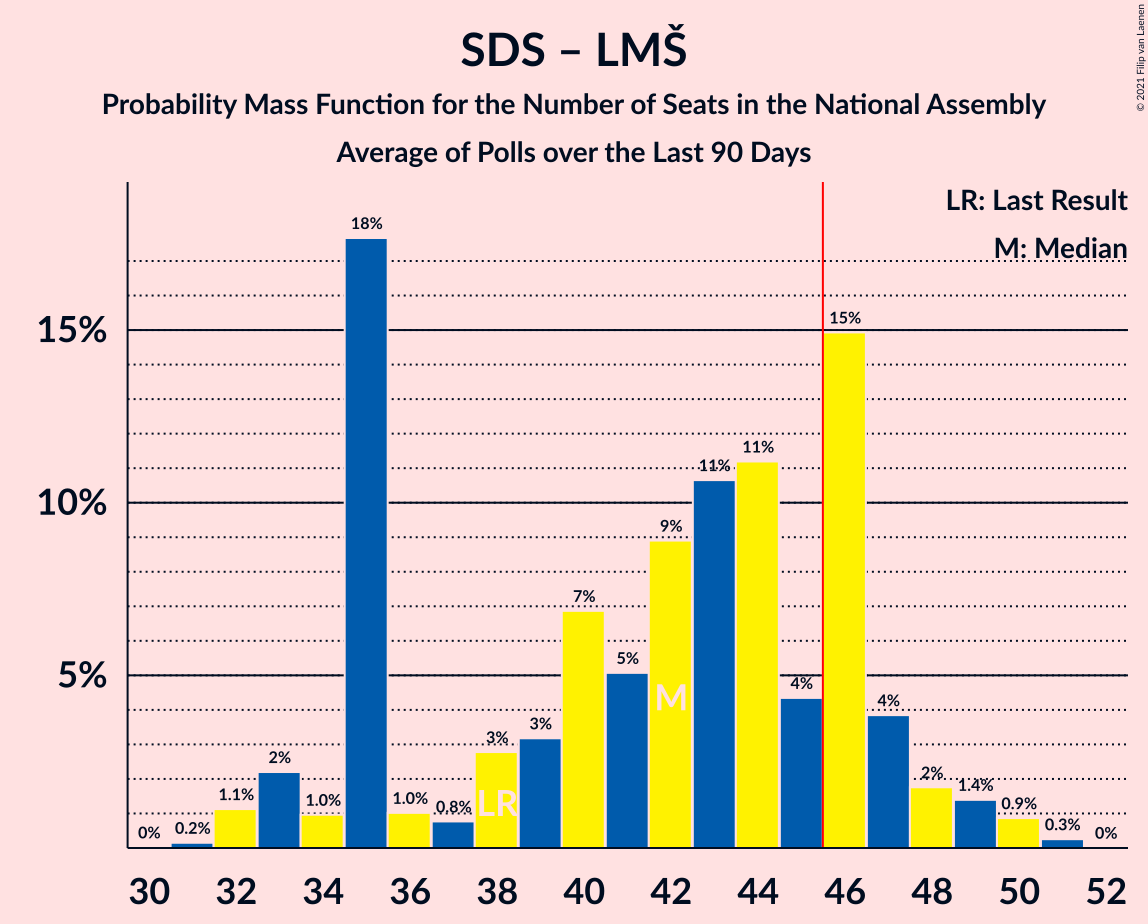 SDS – LMŠ
Probability Mass Function for the Number of Seats in the National Assembly
Average of Polls over the Last 90 Days
© 2021 Filip van Laenen
LR: Last Result
M: Median
18%
15%
15%
11%
11%
10%
9%
7%
5%
5%
4%
M
4%
3%
3%
2%
2%
1.4%
LR
1.1%
1.0%
1.0%
0.8%
0.9%
0%
0.2%
0.3%
0%
30 32 34 36 38 40 42 44 46 48 50 52